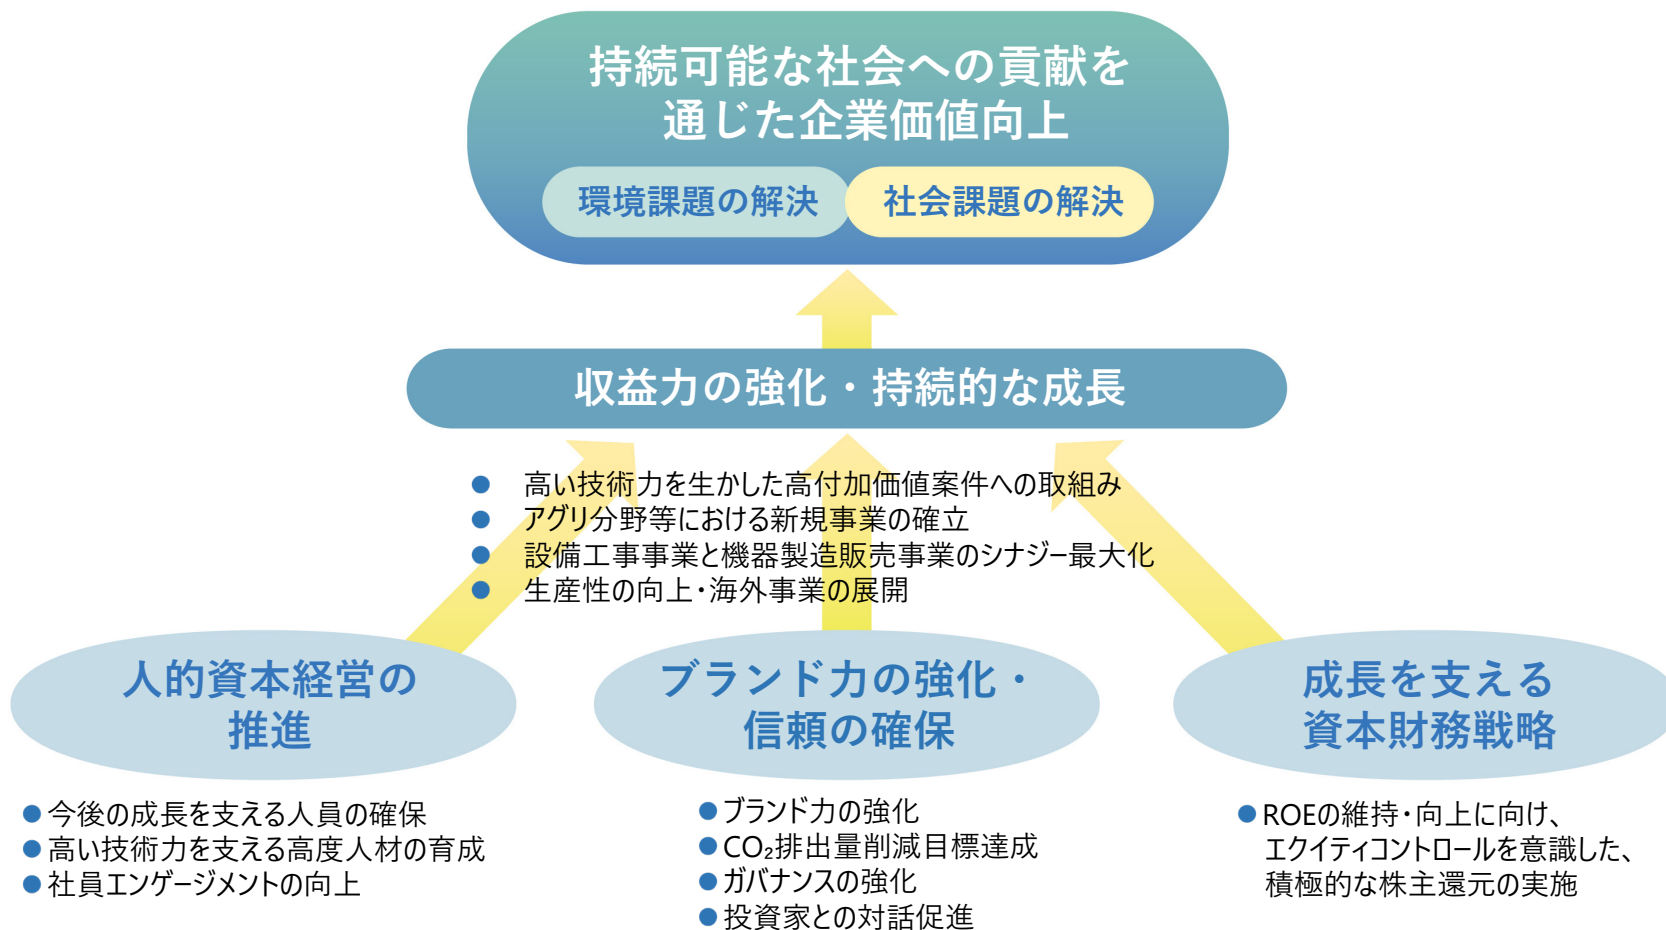 持続可能な社会への貢献を
通じた企業価値向上
環境課題の解決
社会課題の解決
収益力の強化・持続的な成長
● 高い技術力を生かした高付加価値案件への取組み
● アグリ分野等における新規事業の確立
● 設備工事事業と機器製造販売事業のシナジー最大化
● 生産性の向上・海外事業の展開
人的資本経営の
推進
● 今後の成長を支える人員の確保
● 高い技術力を支える高度人材の育成
● 社員エンゲージメントの向上
ブランド力の強化・
信頼の確保
● ブランド力の強化
● CO₂排出量削減目標達成
● ガバナンスの強化
● 投資家との対話促進
成長を支える
資本財務戦略
● ROEの維持・向上に向け、
エクイティコントロールを意識した、
積極的な株主還元の実施